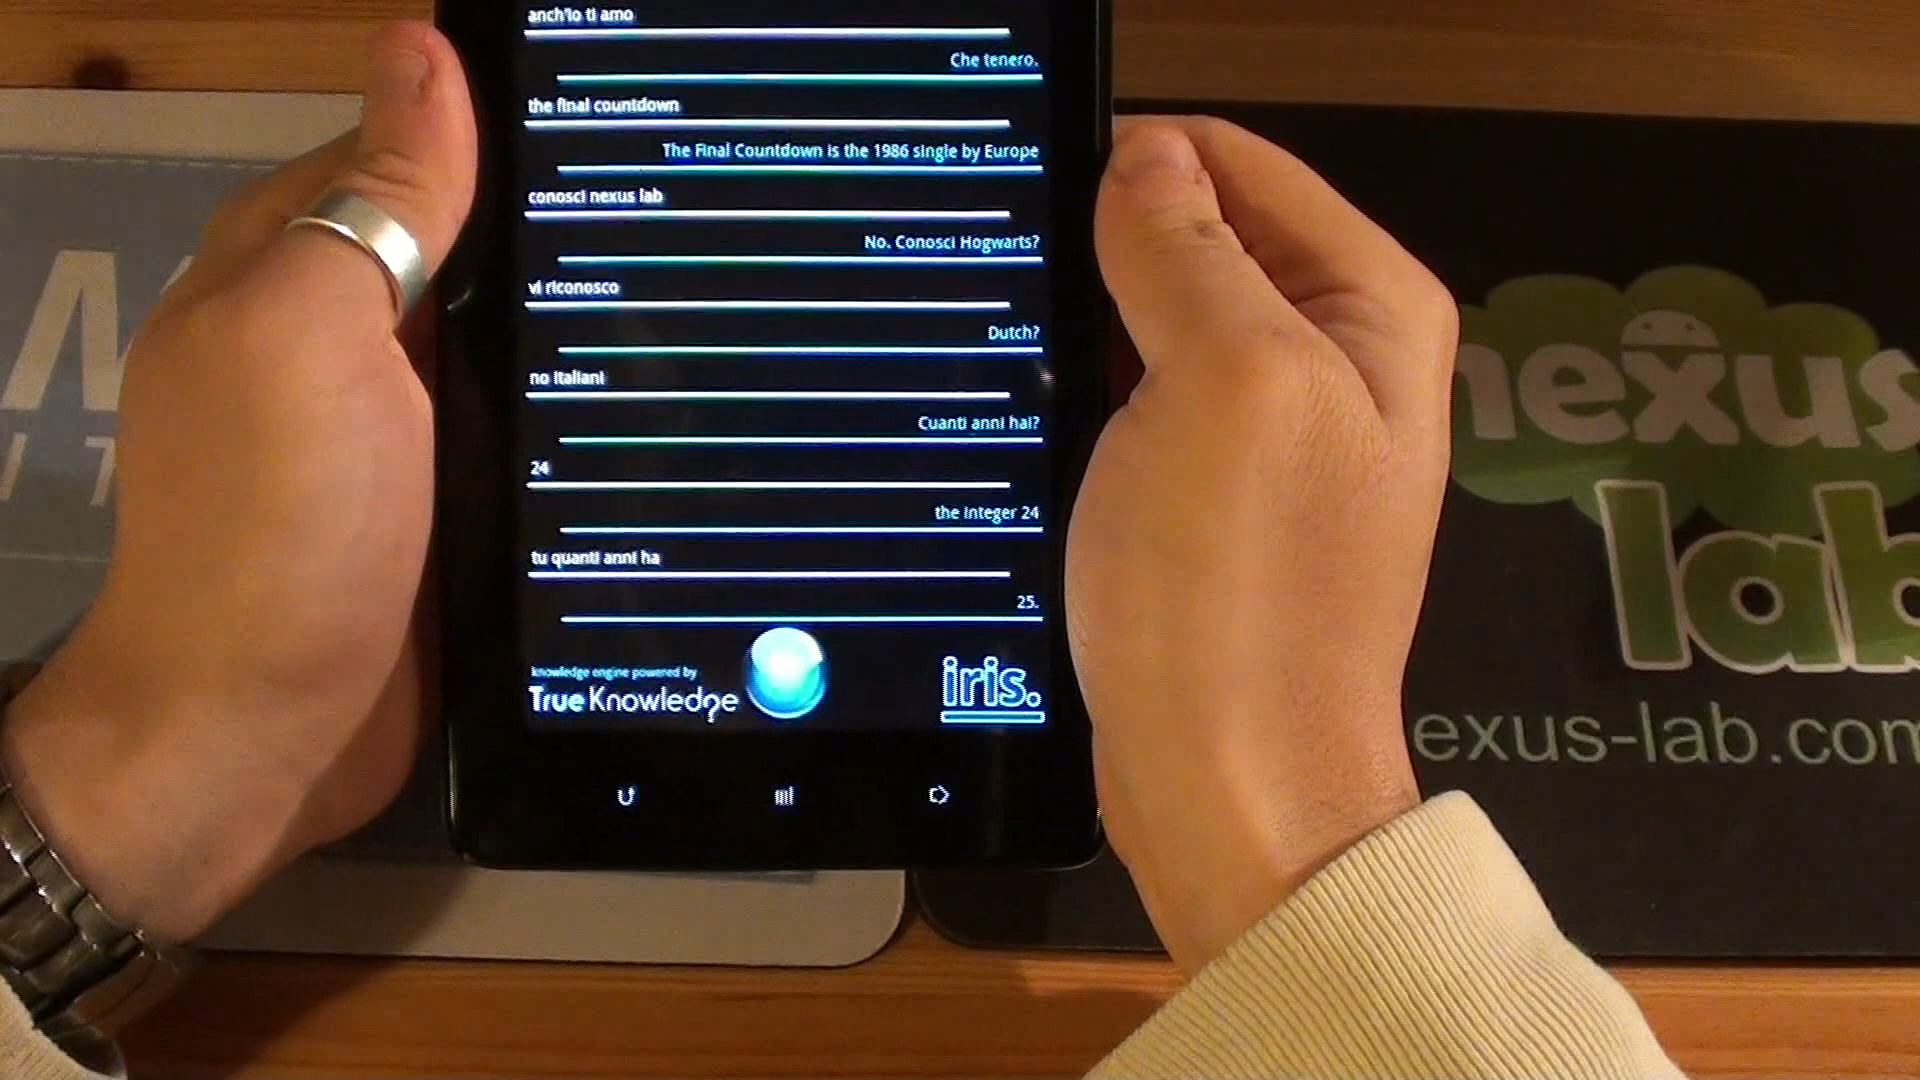 anch'io ti amo
Che tenero.
the final countdown
The Final Countdown is the 1986 single by Europe
conosci nexus lab
No. Conosci Hogwarts?
vi riconosco
Dutch?
no italiani
Cuanti anni hai?
24
the integer 24
tu quanti anni ha
25.
knowledge engine powered by
True Knowledge
iris.
nexus
lab
exus-lab.com